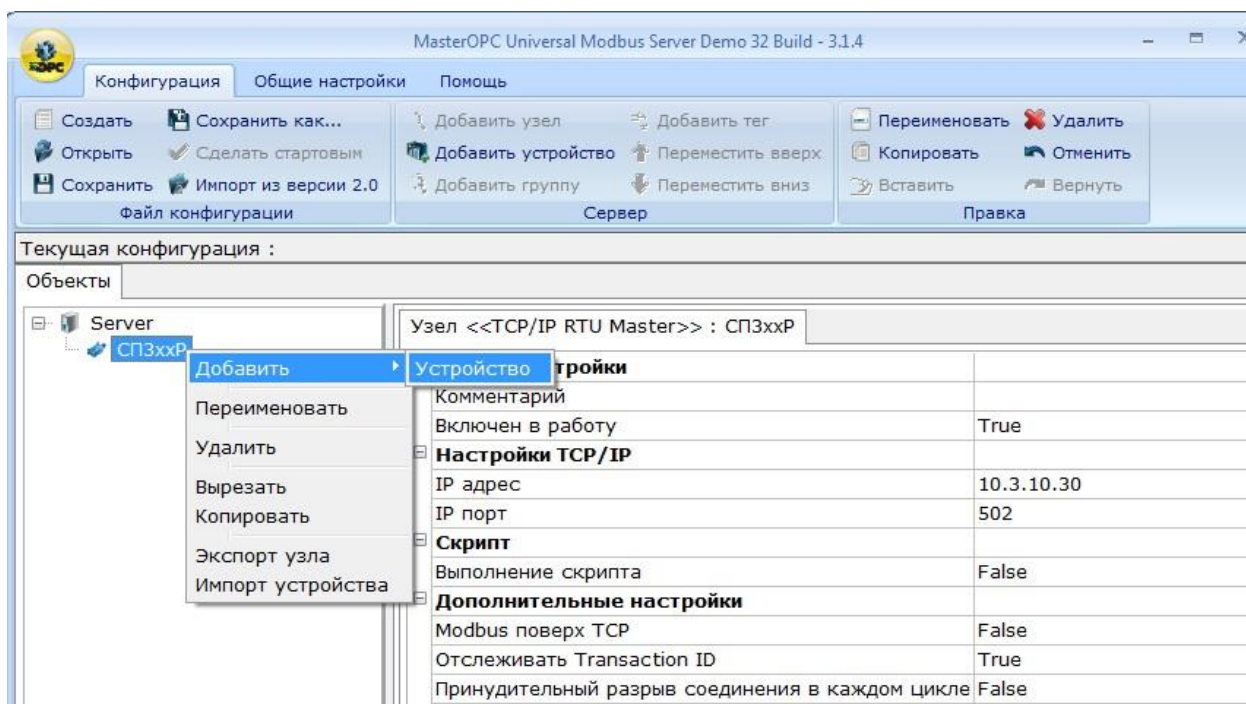 MasterOPC Universal Modbus Server Demo 32 Build - 3.1.4
OPC
Конфигурация Общие настройки Помощь
Создать Сохранить как... Добавить узел Добавить тег Переименовать Удалить
Открыть Сделать стартовым Добавить устройство Переместить вверх Копировать Отменить
Сохранить Импорт из версии 2.0 Добавить группу Переместить вниз Вставить Вернуть
Файл конфигурации Сервер Правка
Текущая конфигурация :
Объекты
Server
СП3xxР
Узел <<TCP/IP RTU Master>> : СП3xxР
Добавить
Устройство
тройки
Переименовать
Удалить
Вырезать
Копировать
Экспорт узла
Импорт устройства
Комментарий
Включен в работу True
Настройки TCP/IP
IP адрес 10.3.10.30
IP порт 502
Скрипт
Выполнение скрипта False
Дополнительные настройки
Modbus поверх TCP False
Отслеживать Transaction ID True
Принудительный разрыв соединения в каждом цикле False